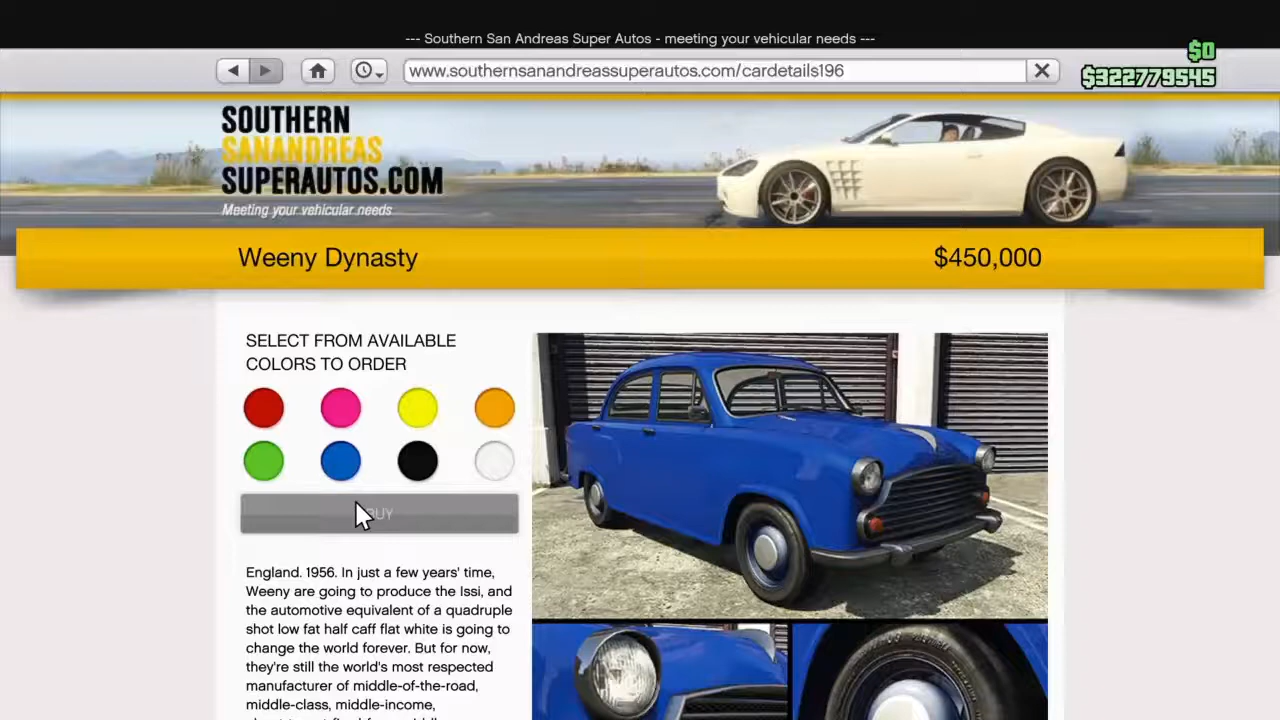 --- Southern San Andreas Super Autos - meeting your vehicular needs ---
$0
www.southernsanandreassuperautos.com/cardetails196
$322779545
SOUTHERN
SANANDREAS
SUPERAUTOS.COM
Meeting your vehicular needs
Weeny Dynasty
$450,000
SELECT FROM AVAILABLE
COLORS TO ORDER
BUY
England. 1956. In just a few years' time,
Weeny are going to produce the Issi, and
the automotive equivalent of a quadruple
shot low fat half caff flat white is going to
change the world forever. But for now,
they're still the world's most respected
manufacturer of middle-of-the-road,
middle-class, middle-income,